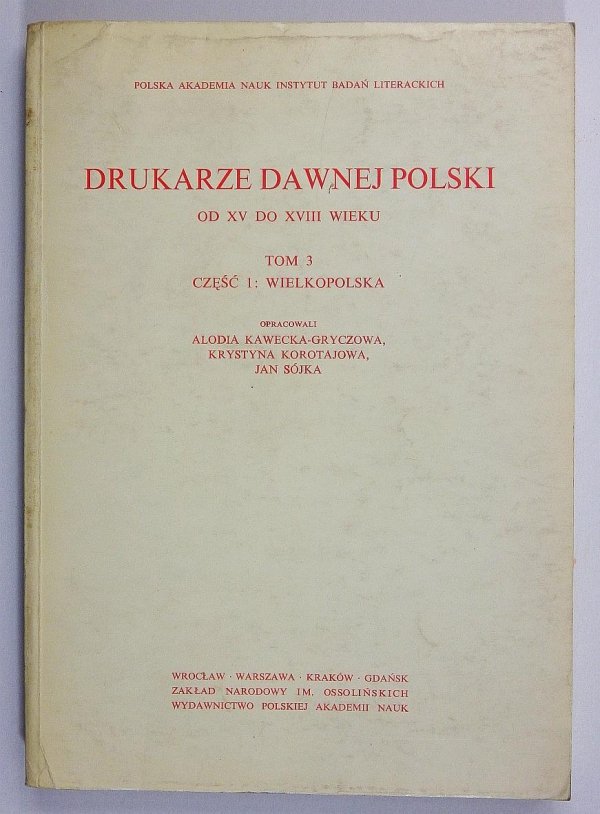 POLSKA AKADEMIA NAUK INSTYTUT BADAŃ LITERACKICH
DRUKARZE DAWNEJ POLSKI
OD XV DO XVIII WIEKU
TOM 3
CZĘŚĆ 1: WIELKOPOLSKA
OPRACOWALI
ALODIA KAWECKA-GRYCZOWA,
KRYSTYNA KOROTAJOWA,
JAN SÓJKA
WROCŁAW · WARSZAWA · KRAKÓW · GDAŃSK
ZAKŁAD NARODOWY IM. OSSOLIŃSKICH
WYDAWNICTWO POLSKIEJ AKADEMII NAUK